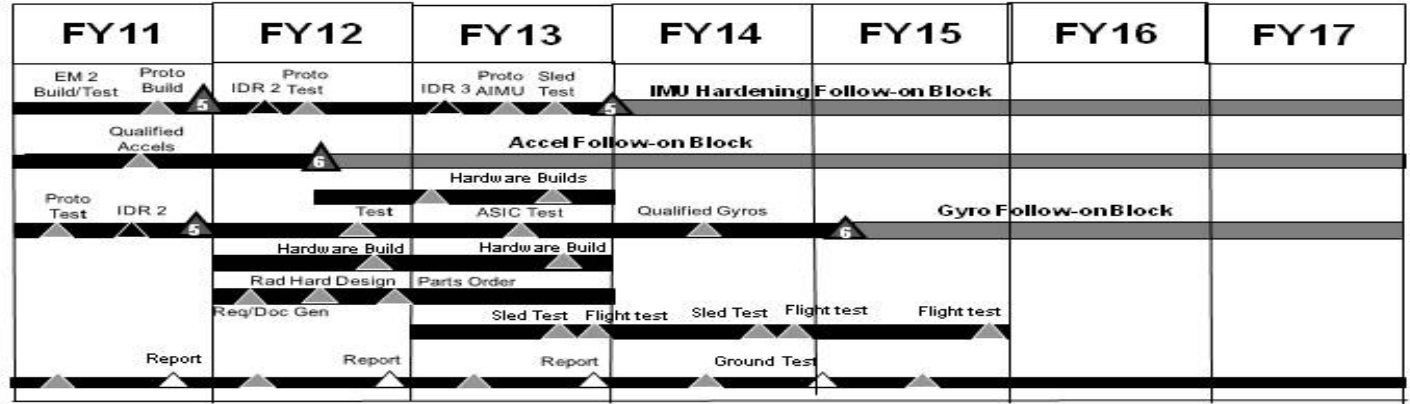 FY11 FY12 FY13 FY14 FY15 FY16 FY17
EM 2 Proto Proto Proto Sled
Build/Test Build IDR 2 Test IDR 3 AIMU Test IMU Hardening Follow-on Block
5 5
Qualified
Accels Accel Follow-on Block
6
Hardware Builds
Proto
Test IDR 2 Test ASIC Test Qualified Gyros Gyro Follow-on Block
5 6
Hardware Build Hardware Build
Rad Hard Design Parts Order
Req/Doc Gen Sled Test Flight test Sled Test Flight test Flight test
Report Report Report Ground Test